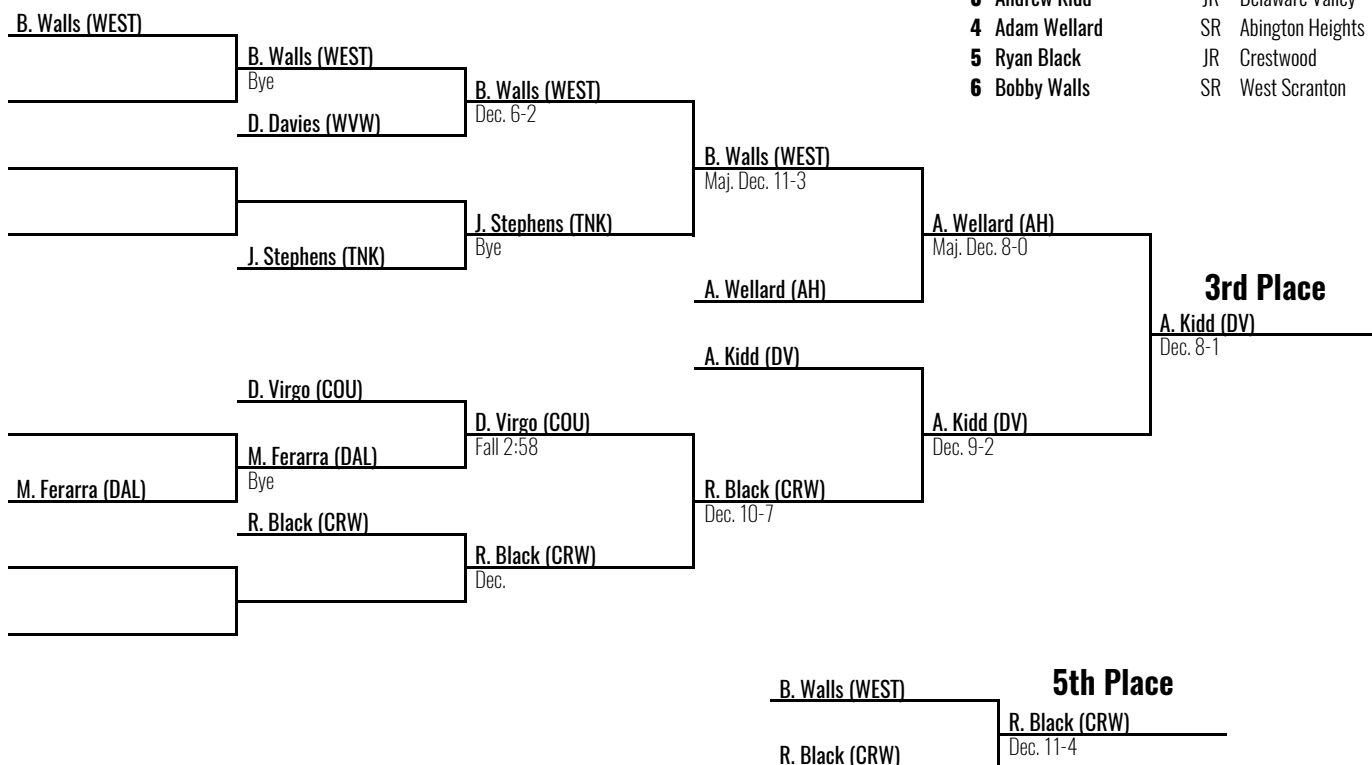 3 Andrew Kidd JR Delaware Valley
B. Walls (WEST)
4 Adam Wellard SR Abington Heights
B. Walls (WEST)
5 Ryan Black JR Crestwood
Bye
B. Walls (WEST)
6 Bobby Walls SR West Scranton
Dec. 6-2
D. Davies (WVW)
B. Walls (WEST)
Maj. Dec. 11-3
J. Stephens (TNK)
Bye
A. Wellard (AH)
Maj. Dec. 8-0
J. Stephens (TNK)
A. Wellard (AH)
3rd Place
A. Kidd (DV)
Dec. 8-1
A. Kidd (DV)
D. Virgo (COU)
D. Virgo (COU)
Fall 2:58
A. Kidd (DV)
Dec. 9-2
M. Ferarra (DAL)
Bye
M. Ferarra (DAL)
R. Black (CRW)
Dec. 10-7
R. Black (CRW)
R. Black (CRW)
Dec.
5th Place
B. Walls (WEST)
R. Black (CRW)
Dec. 11-4
R. Black (CRW)